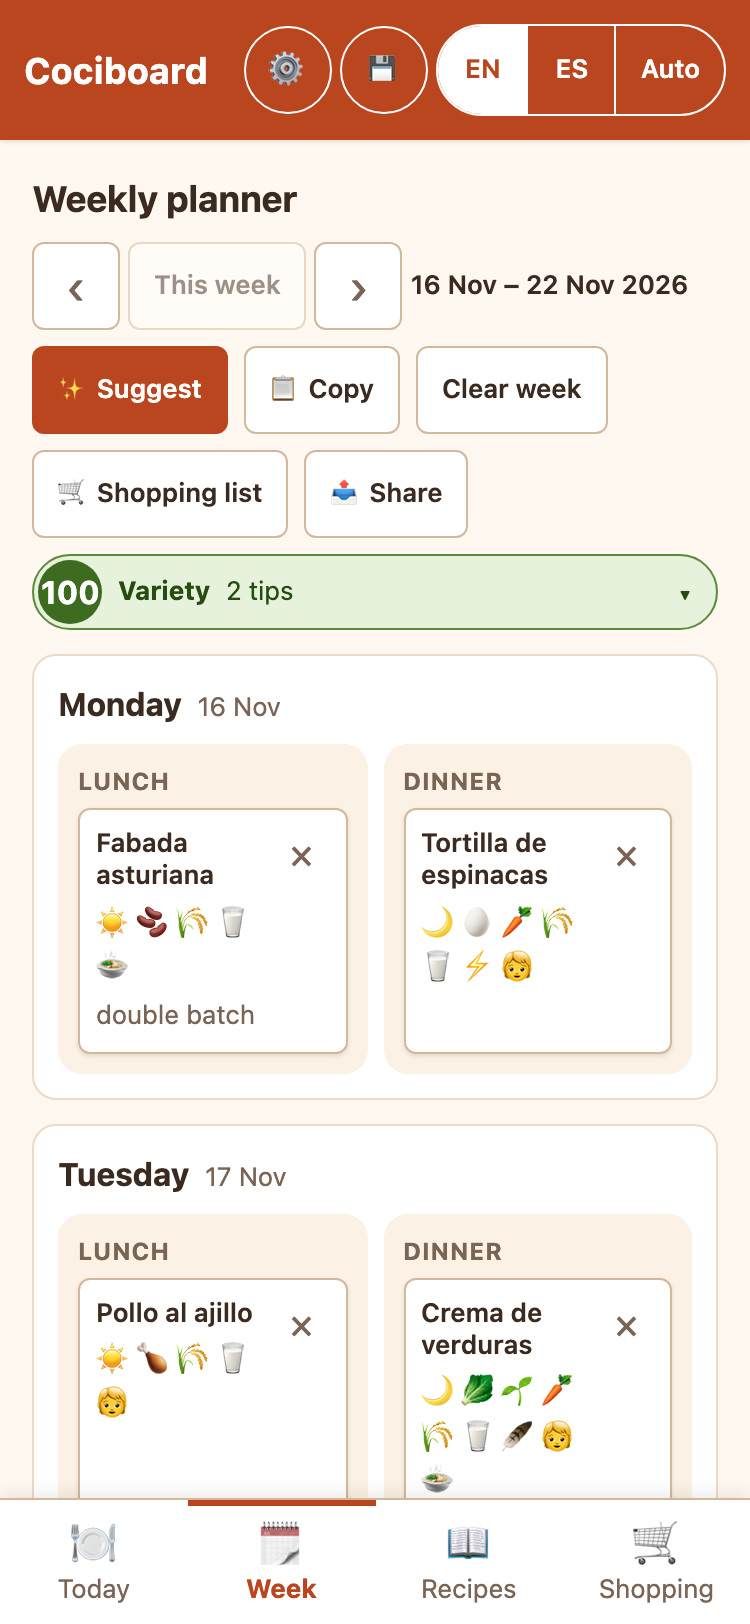 Cociboard
EN ES Auto
Weekly planner
‹ This week › 16 Nov – 22 Nov 2026
Suggest Copy Clear week
Shopping list Share
100 Variety 2 tips ▾
Monday 16 Nov
LUNCH
Fabada
asturiana
double batch
DINNER
Tortilla de
espinacas
Tuesday 17 Nov
LUNCH
Pollo al ajillo
DINNER
Crema de
verduras
Today Week Recipes Shopping